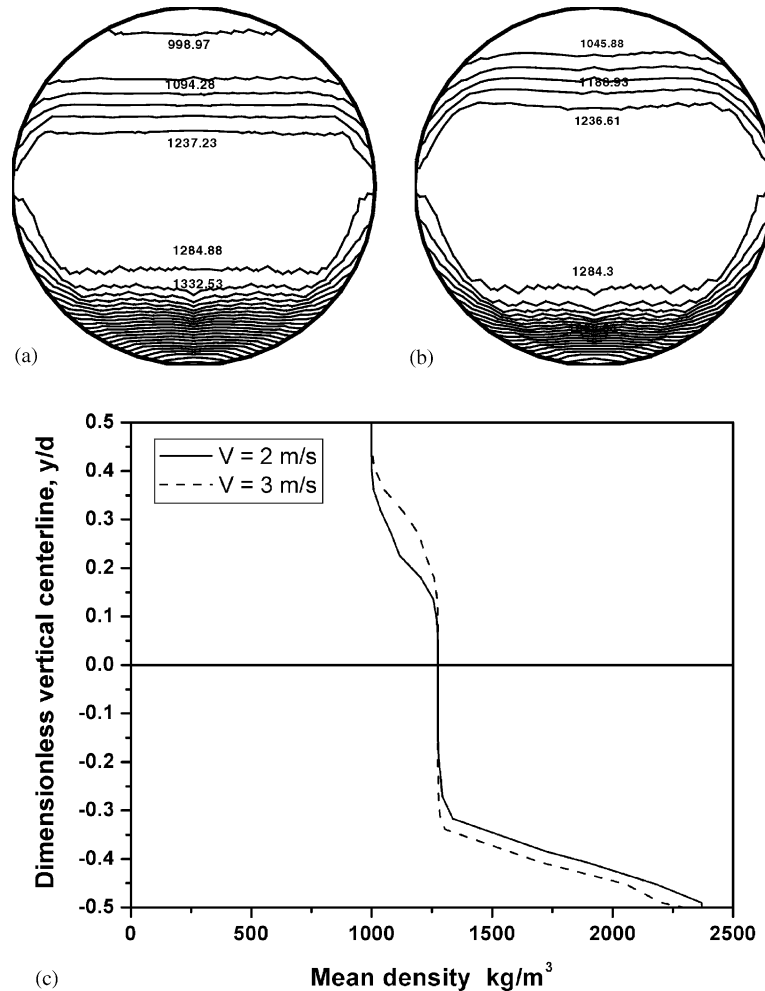 998.97
1094.28
1237.23
1284.88
1332.53
(a)
1045.88
1188.93
1236.61
1284.3
(b)
V = 2 m/s
V = 3 m/s
0.5
0.4
0.3
0.2
0.1
0.0
-0.1
-0.2
-0.3
-0.4
-0.5
Dimensionless vertical centerline, y/d
0 500 1000 1500 2000 2500
(c)
Mean density kg/m³